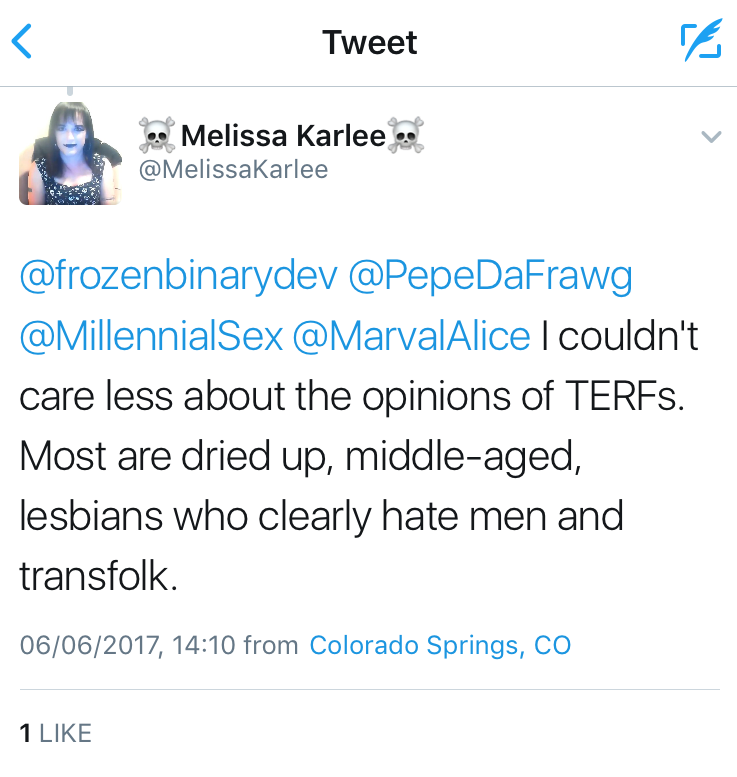 Tweet
☠Melissa Karlee☠
@MelissaKarlee
@frozenbinarydev @PepeDaFrawg
@MillennialSex @MarvalAlice I couldn't
care less about the opinions of TERFs.
Most are dried up, middle-aged,
lesbians who clearly hate men and
transfolk.
06/06/2017, 14:10 from Colorado Springs, CO
1 LIKE